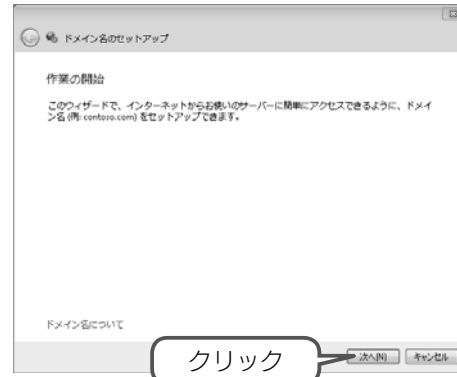 ドメイン名のセットアップ
作業の開始
このウィザードで、インターネットからお使いのサーバーに簡単にアクセスできるように、ドメイ
ン名 (例: contoso.com) をセットアップできます。
ドメイン名について
クリック
次へ(N)
キャンセル